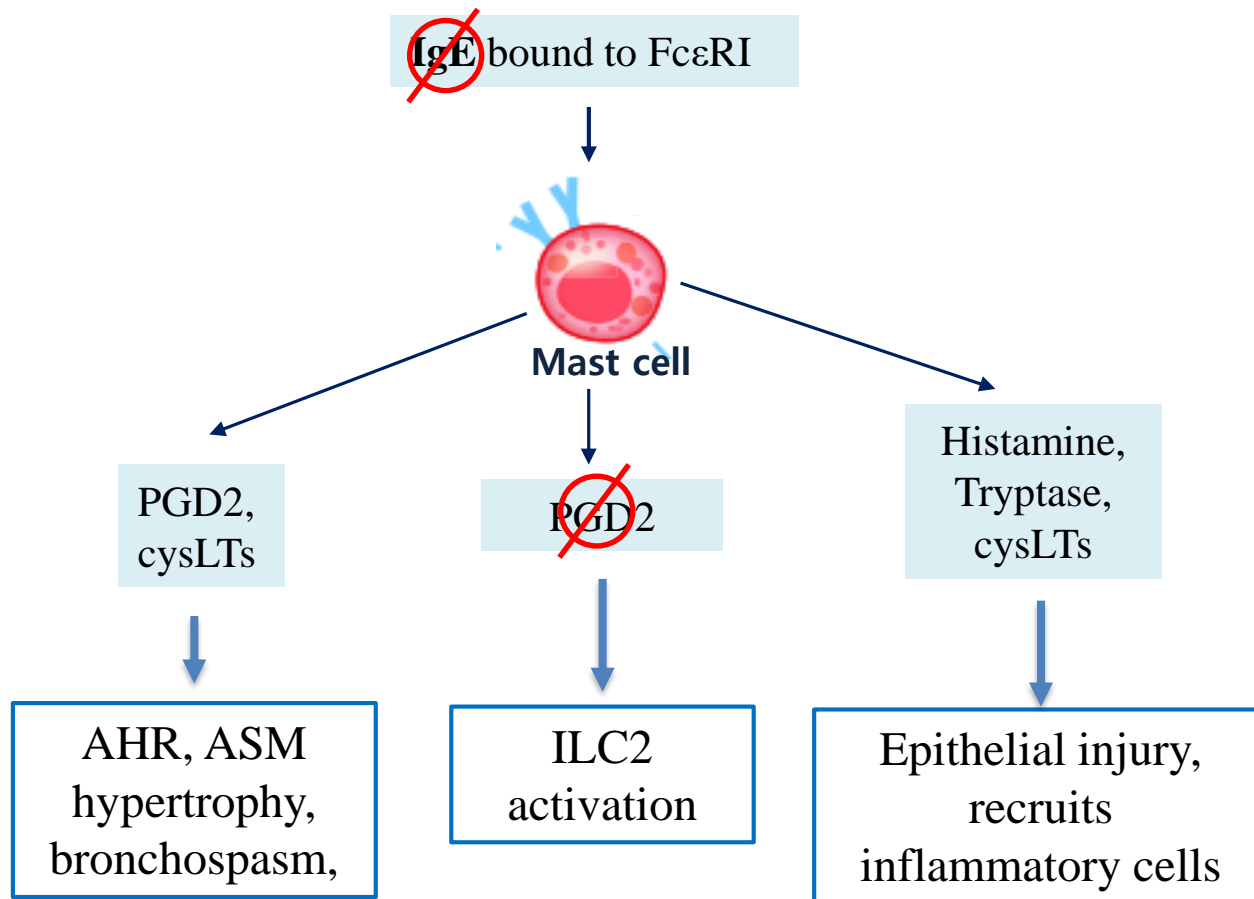 IgE bound to FcεRI
Mast cell
PGD2,
cysLTs
PGD2
Histamine,
Tryptase,
cysLTs
AHR, ASM
hypertrophy,
bronchospasm,
ILC2
activation
Epithelial injury,
recruits
inflammatory cells